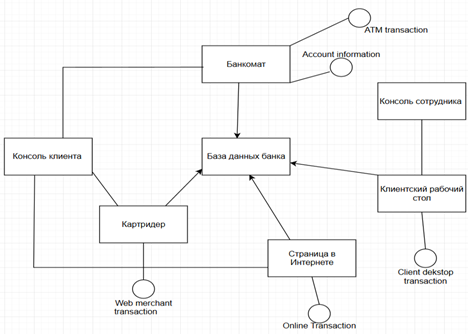 ATM transaction
Банкомат
Account information
Консоль сотрудника
Консоль клиента
База данных банка
Клиентский рабочий
стол
Картридер
Страница в
Интернете
Client dekstop
transaction
Web merchant
transaction
Online Transaction